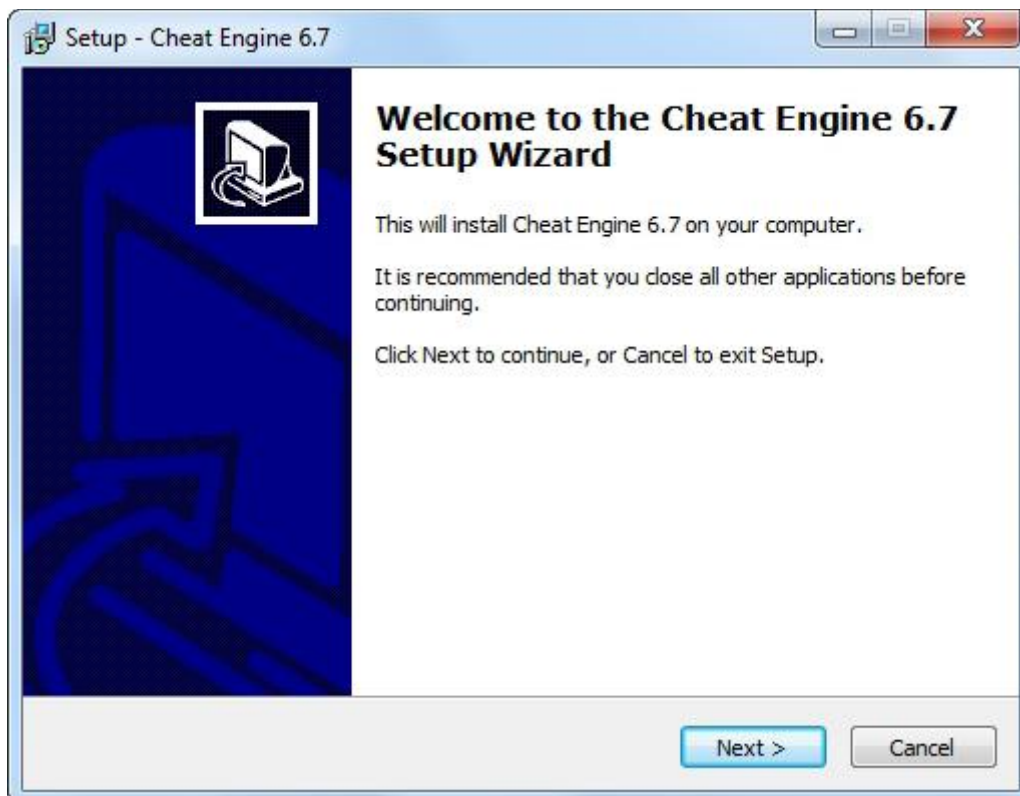 Setup - Cheat Engine 6.7
Welcome to the Cheat Engine 6.7
Setup Wizard
This will install Cheat Engine 6.7 on your computer.
It is recommended that you close all other applications before
continuing.
Click Next to continue, or Cancel to exit Setup.
Next >
Cancel